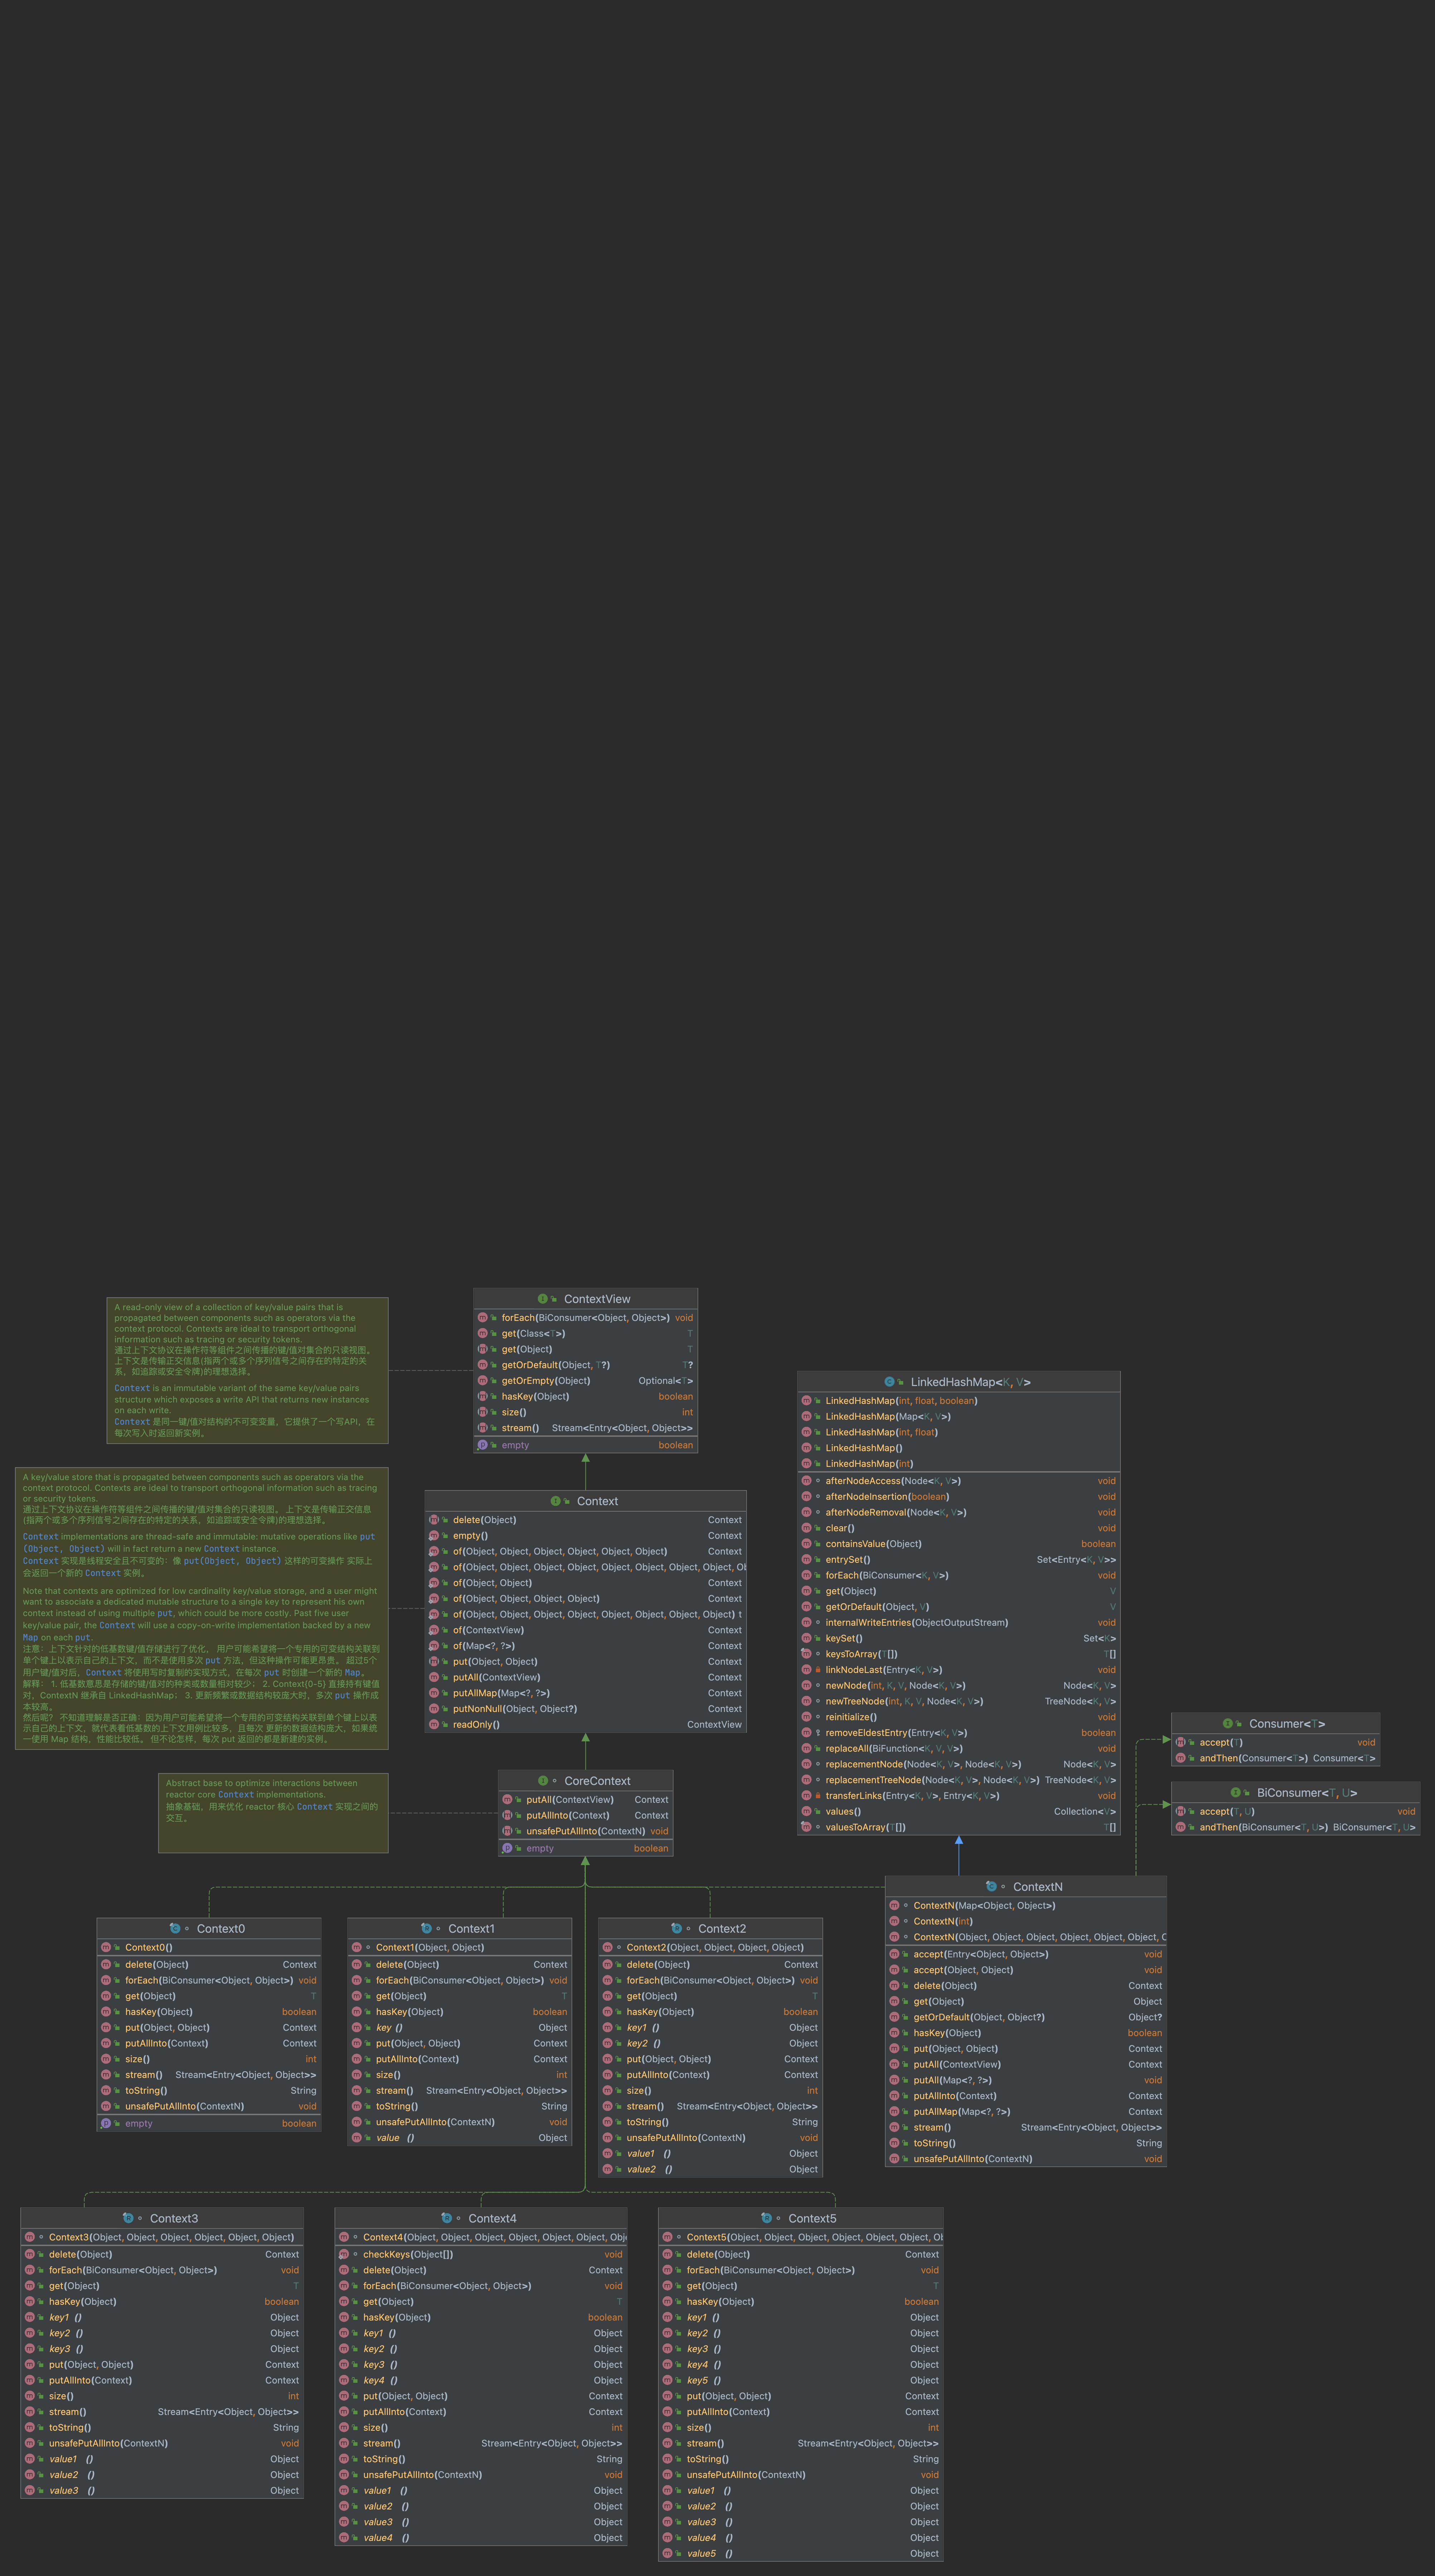 A read-only view of a collection of key/value pairs that is
propagated between components such as operators via the
context protocol. Contexts are ideal to transport orthogonal
information such as tracing or security tokens.
通过上下文协议在操作符等组件之间传播的键/值对集合的只读视图。
上下文是传输正交信息(指两个或多个序列信号之间存在的特定的关
系，如追踪或安全令牌)的理想选择。
Context is an immutable variant of the same key/value pairs
structure which exposes a write API that returns new instances
on each write.
Context 是同一键/值对结构的不可变变量，它提供了一个写API，在
每次写入时返回新实例。
ContextView
forEach(BiConsumer<Object, Object>) void
get(Class<T>) T
get(Object) T
getOrDefault(Object, T?) T?
getOrEmpty(Object) Optional<T>
hasKey(Object) boolean
size() int
stream() Stream<Entry<Object, Object>>
empty boolean
A key/value store that is propagated between components such as operators via the
context protocol. Contexts are ideal to transport orthogonal information such as tracing
or security tokens.
通过上下文协议在操作符等组件之间传播的键/值对集合的只读视图。 上下文是传输正交信息
(指两个或多个序列信号之间存在的特定的关系，如追踪或安全令牌)的理想选择。
Context implementations are thread-safe and immutable: mutative operations like put
(Object, Object) will in fact return a new Context instance.
Context 实现是线程安全且不可变的：像 put(Object, Object) 这样的可变操作 实际上
会返回一个新的 Context 实例。
Note that contexts are optimized for low cardinality key/value storage, and a user might
want to associate a dedicated mutable structure to a single key to represent his own
context instead of using multiple put, which could be more costly. Past five user
key/value pair, the Context will use a copy-on-write implementation backed by a new
Map on each put.
注意：上下文针对的低基数键/值存储进行了优化， 用户可能希望将一个专用的可变结构关联到
单个键上以表示自己的上下文，而不是使用多次 put 方法，但这种操作可能更昂贵。 超过5个
用户键/值对后，Context 将使用写时复制的实现方式，在每次 put 时创建一个新的 Map。
解释： 1. 低基数意思是存储的键/值对的种类或数量相对较少； 2. Context{0-5} 直接持有键值
对，ContextN 继承自 LinkedHashMap； 3. 更新频繁或数据结构较庞大时，多次 put 操作成
本较高。
然后呢？ 不知道理解是否正确：因为用户可能希望将一个专用的可变结构关联到单个键上以表
示自己的上下文，就代表着低基数的上下文用例比较多，且每次 更新的数据结构庞大，如果统
一使用 Map 结构，性能比较低。 但不论怎样，每次 put 返回的都是新建的实例。
Context
delete(Object) Context
empty() Context
of(Object, Object, Object, Object, Object, Object) Context
of(Object, Object, Object, Object, Object, Object, Object, Object, Ob
of(Object, Object) Context
of(Object, Object, Object, Object) Context
of(Object, Object, Object, Object, Object, Object, Object, Object) t
of(ContextView) Context
of(Map<?, ?>) Context
put(Object, Object) Context
putAll(ContextView) Context
putAllMap(Map<?, ?>) Context
putNonNull(Object, Object?) Context
readOnly() ContextView
LinkedHashMap<K, V>
LinkedHashMap(int, float, boolean)
LinkedHashMap(Map<K, V>)
LinkedHashMap(int, float)
LinkedHashMap()
LinkedHashMap(int)
afterNodeAccess(Node<K, V>) void
afterNodeInsertion(boolean) void
afterNodeRemoval(Node<K, V>) void
clear() void
containsValue(Object) boolean
entrySet() Set<Entry<K, V>>
forEach(BiConsumer<K, V>) void
get(Object) V
getOrDefault(Object, V) V
internalWriteEntries(ObjectOutputStream) void
keySet() Set<K>
keysToArray(T[]) T[]
linkNodeLast(Entry<K, V>) void
newNode(int, K, V, Node<K, V>) Node<K, V>
newTreeNode(int, K, V, Node<K, V>) TreeNode<K, V>
reinitialize() void
removeEldestEntry(Entry<K, V>) boolean
replaceAll(BiFunction<K, V, V>) void
replacementNode(Node<K, V>, Node<K, V>) Node<K, V>
replacementTreeNode(Node<K, V>, Node<K, V>) TreeNode<K, V>
transferLinks(Entry<K, V>, Entry<K, V>) void
values() Collection<V>
valuesToArray(T[]) T[]
Consumer<T>
accept(T) void
andThen(Consumer<T>) Consumer<T>
BiConsumer<T, U>
accept(T, U) void
andThen(BiConsumer<T, U>) BiConsumer<T, U>
Abstract base to optimize interactions between
reactor core Context implementations.
抽象基础，用来优化 reactor 核心 Context 实现之间的
交互。
CoreContext
putAll(ContextView) Context
putAllInto(Context) Context
unsafePutAllInto(ContextN) void
empty boolean
Context0
Context0()
delete(Object) Context
forEach(BiConsumer<Object, Object>) void
get(Object) T
hasKey(Object) boolean
put(Object, Object) Context
putAllInto(Context) Context
size() int
stream() Stream<Entry<Object, Object>>
toString() String
unsafePutAllInto(ContextN) void
empty boolean
Context1
Context1(Object, Object)
delete(Object) Context
forEach(BiConsumer<Object, Object>) void
get(Object) T
hasKey(Object) boolean
key () Object
put(Object, Object) Context
putAllInto(Context) Context
size() int
stream() Stream<Entry<Object, Object>>
toString() String
unsafePutAllInto(ContextN) void
value () Object
Context2
Context2(Object, Object, Object, Object)
delete(Object) Context
forEach(BiConsumer<Object, Object>) void
get(Object) T
hasKey(Object) boolean
key1 () Object
key2 () Object
put(Object, Object) Context
putAllInto(Context) Context
size() int
stream() Stream<Entry<Object, Object>>
toString() String
unsafePutAllInto(ContextN) void
value1 () Object
value2 () Object
ContextN
ContextN(Map<Object, Object>)
ContextN(int)
ContextN(Object, Object, Object, Object, Object, Object, C
accept(Entry<Object, Object>) void
accept(Object, Object) void
delete(Object) Context
get(Object) Object
getOrDefault(Object, Object?) Object?
hasKey(Object) boolean
put(Object, Object) Context
putAll(ContextView) Context
putAll(Map<?, ?>) void
putAllInto(Context) Context
putAllMap(Map<?, ?>) Context
stream() Stream<Entry<Object, Object>>
toString() String
unsafePutAllInto(ContextN) void
Context3
Context3(Object, Object, Object, Object, Object, Object)
delete(Object) Context
forEach(BiConsumer<Object, Object>) void
get(Object) T
hasKey(Object) boolean
key1 () Object
key2 () Object
key3 () Object
put(Object, Object) Context
putAllInto(Context) Context
size() int
stream() Stream<Entry<Object, Object>>
toString() String
unsafePutAllInto(ContextN) void
value1 () Object
value2 () Object
value3 () Object
Context4
Context4(Object, Object, Object, Object, Object, Object, Obj
checkKeys(Object[]) void
delete(Object) Context
forEach(BiConsumer<Object, Object>) void
get(Object) T
hasKey(Object) boolean
key1 () Object
key2 () Object
key3 () Object
key4 () Object
put(Object, Object) Context
putAllInto(Context) Context
size() int
stream() Stream<Entry<Object, Object>>
toString() String
unsafePutAllInto(ContextN) void
value1 () Object
value2 () Object
value3 () Object
value4 () Object
Context5
Context5(Object, Object, Object, Object, Object, Object, Ob
delete(Object) Context
forEach(BiConsumer<Object, Object>) void
get(Object) T
hasKey(Object) boolean
key1 () Object
key2 () Object
key3 () Object
key4 () Object
key5 () Object
put(Object, Object) Context
putAllInto(Context) Context
size() int
stream() Stream<Entry<Object, Object>>
toString() String
unsafePutAllInto(ContextN) void
value1 () Object
value2 () Object
value3 () Object
value4 () Object
value5 () Object